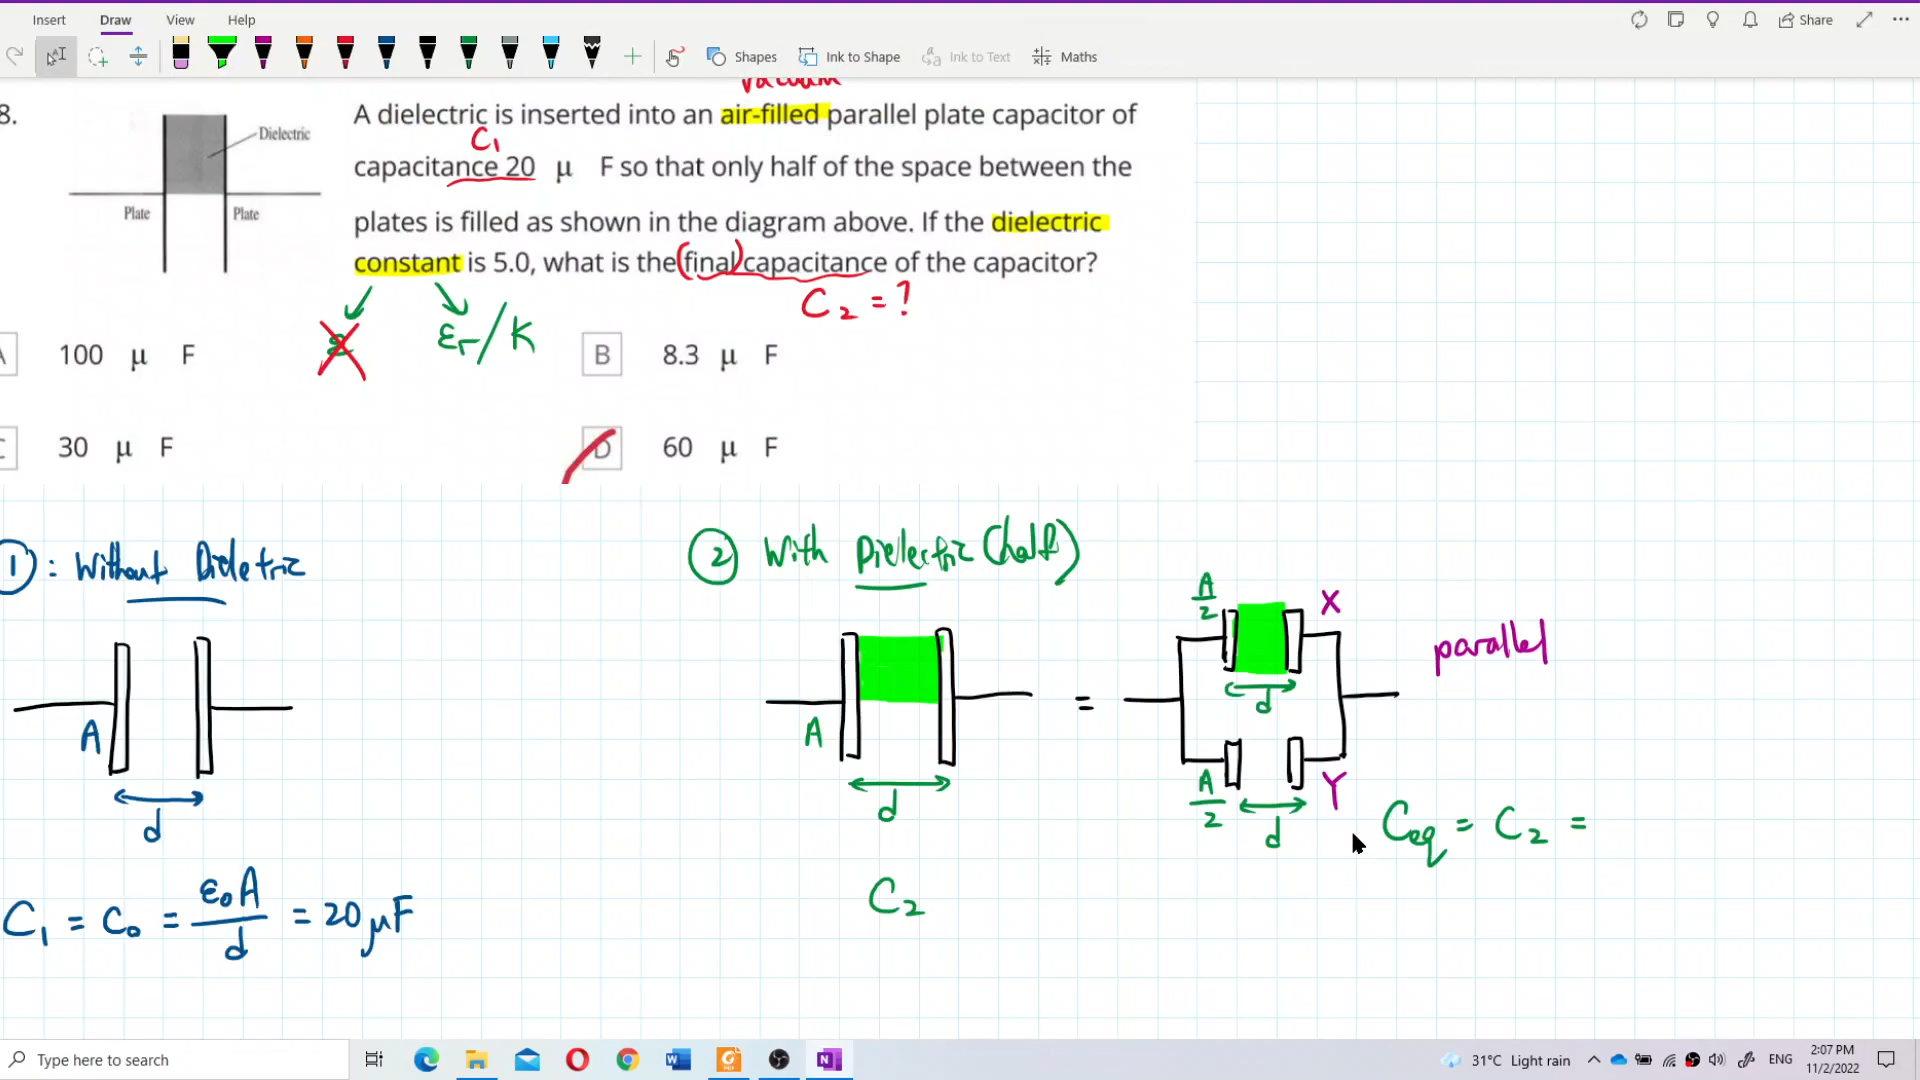 Insert Draw View Help Share
Shapes Ink to Shape Ink to Text Maths
vacuum
8.
Dielectric
Plate Plate
A dielectric is inserted into an air-filled parallel plate capacitor of
C₁
capacitance 20 μ F so that only half of the space between the
plates is filled as shown in the diagram above. If the dielectric
constant is 5.0, what is the (final) capacitance of the capacitor?
C₂ = ?
ε εr / K
A 100 μ F
B 8.3 μ F
C 30 μ F
D 60 μ F
1 : Without Dieletric
A
d
C₁ = C₀ = ε₀A / d = 20 μF
2 With Dielectric (half)
A
d
C₂
=
A/2 X
d
A/2 Y
d
parallel
Ceq = C₂ =
Type here to search
31°C Light rain
ENG
2:07 PM
11/2/2022